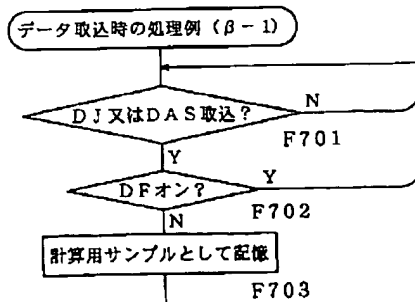 データ取込時の処理例 (β-1)
DJ又はDAS取込?
N
F701
Y
DFオン?
Y
F702
N
計算用サンプルとして記憶
F703